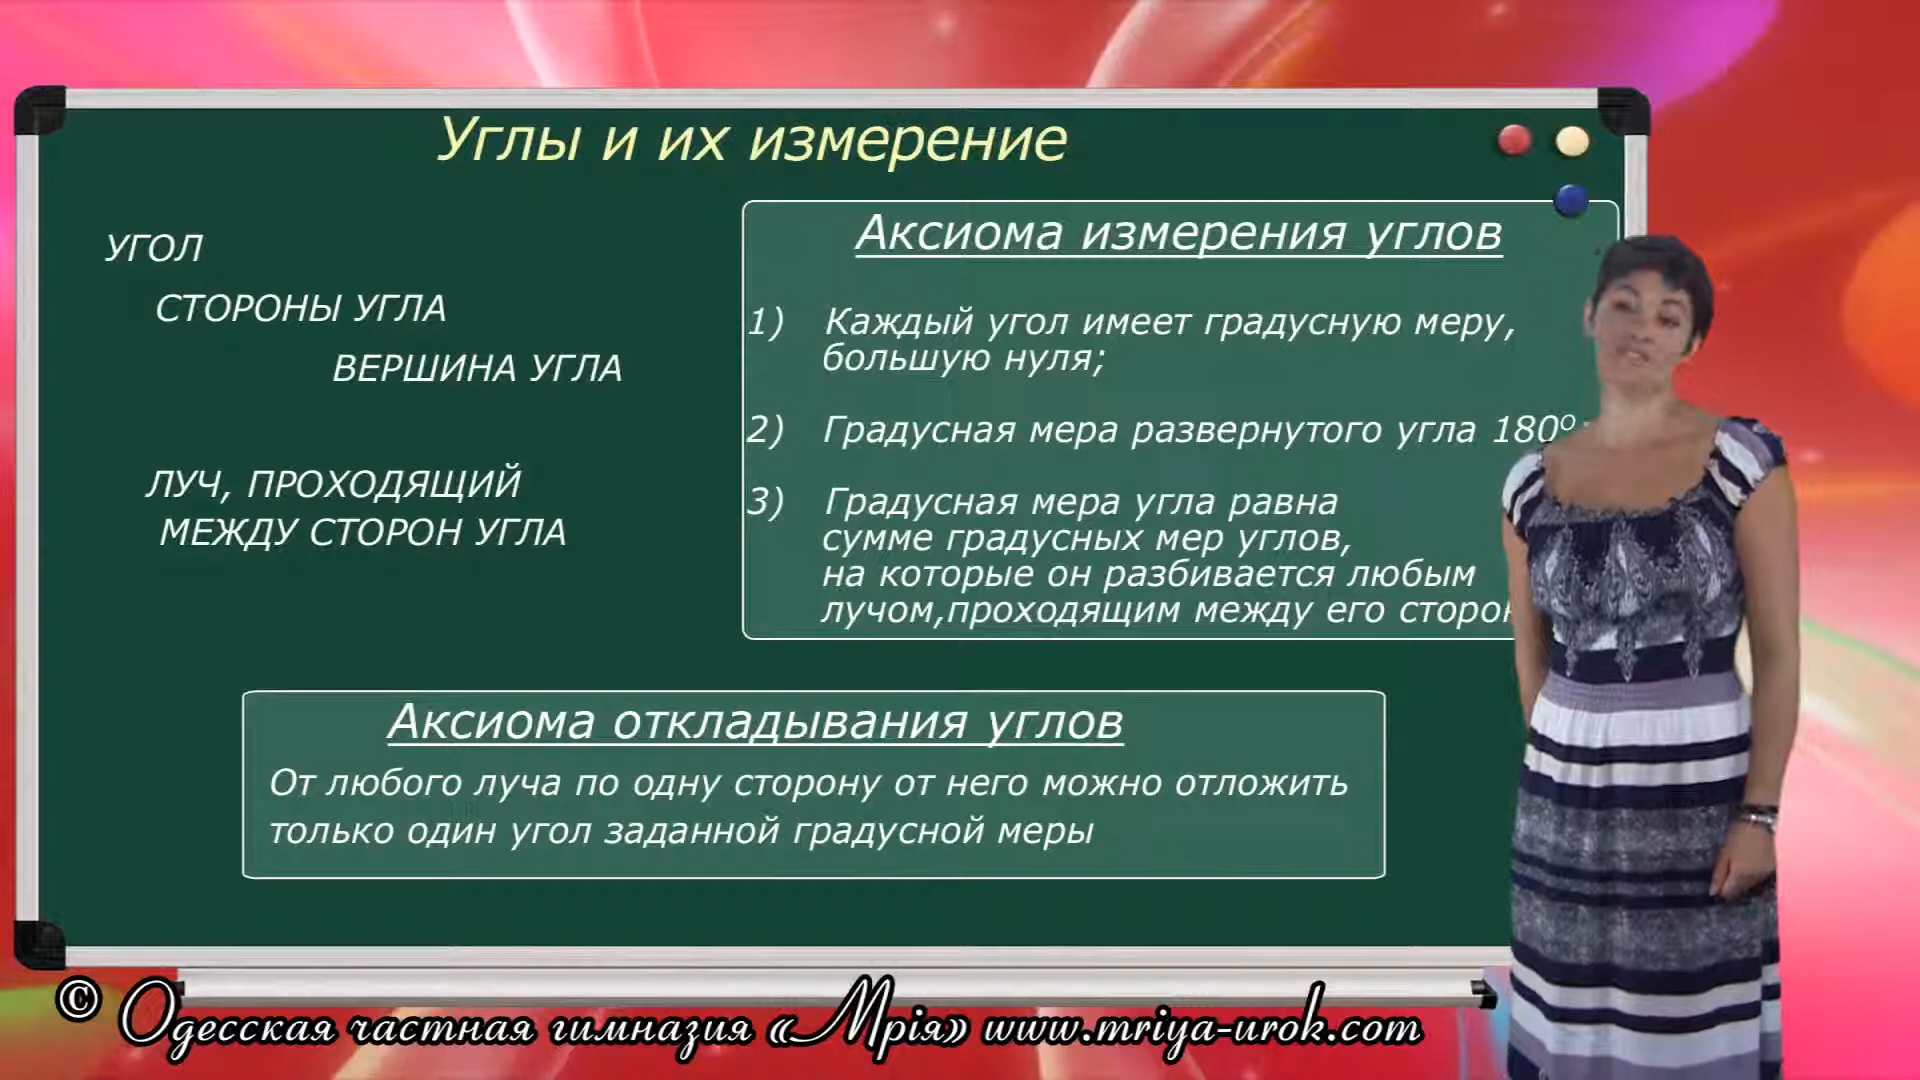 Углы и их измерение
УГОЛ
СТОРОНЫ УГЛА
ВЕРШИНА УГЛА
ЛУЧ, ПРОХОДЯЩИЙ
МЕЖДУ СТОРОН УГЛА
Аксиома измерения углов
1) Каждый угол имеет градусную меру,
большую нуля;
2) Градусная мера развернутого угла 180º
3) Градусная мера угла равна
сумме градусных мер углов,
на которые он разбивается любым
лучом,проходящим между его
Аксиома откладывания углов
От любого луча по одну сторону от него можно отложить
только один угол заданной градусной меры
© Одесская частная гимназия «Мрія» www.mriya-urok.com